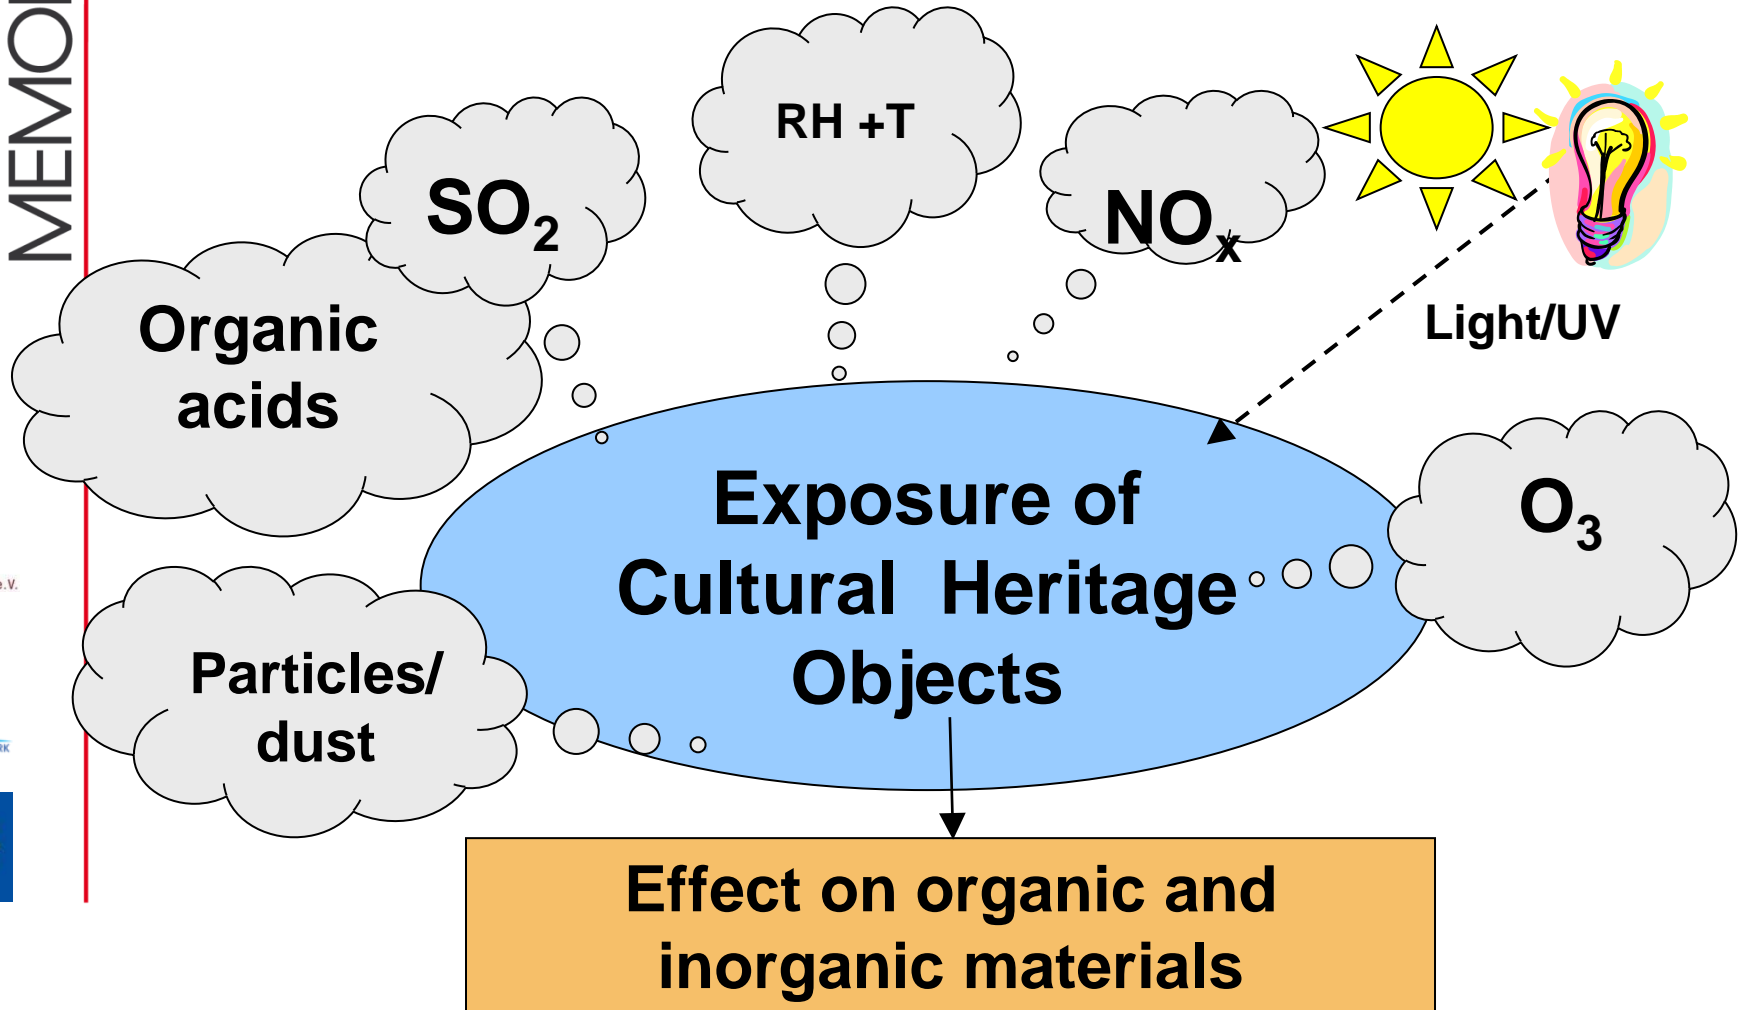 MEMO
RH +T
SO₂
NOₓ
Organic
acids
Light/UV
Exposure of
Cultural Heritage
Objects
O₃
e.V.
Particles/
dust
RK
Effect on organic and
inorganic materials